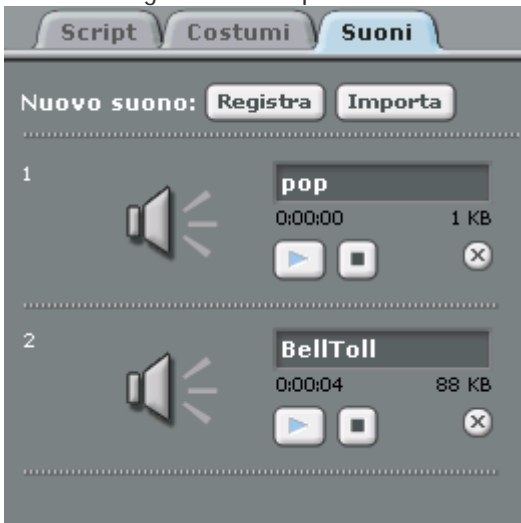 Script Costumi Suoni
Nuovo suono: Registra Importa
1
pop
0:00:00 1 KB
2
BellToll
0:00:04 88 KB